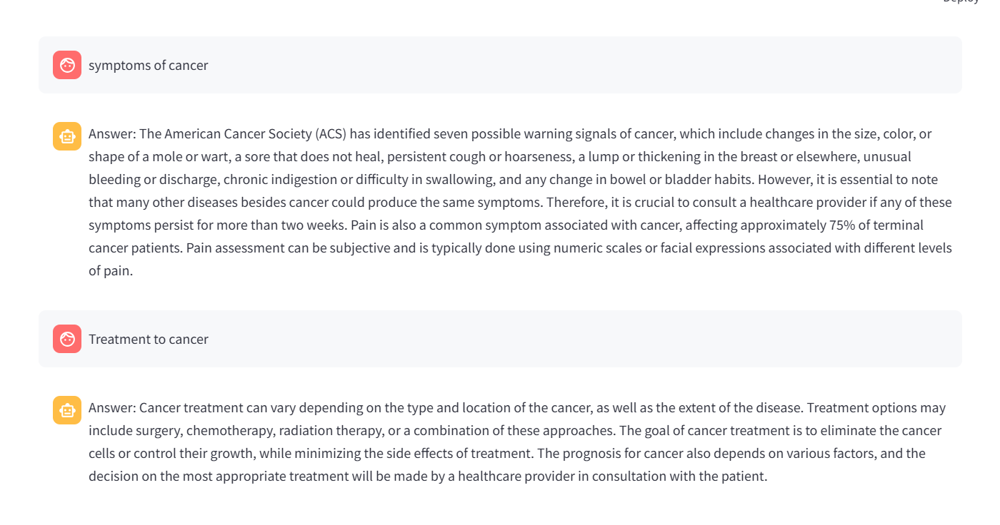 Deploy
symptoms of cancer
Answer: The American Cancer Society (ACS) has identified seven possible warning signals of cancer, which include changes in the size, color, or
shape of a mole or wart, a sore that does not heal, persistent cough or hoarseness, a lump or thickening in the breast or elsewhere, unusual
bleeding or discharge, chronic indigestion or difficulty in swallowing, and any change in bowel or bladder habits. However, it is essential to note
that many other diseases besides cancer could produce the same symptoms. Therefore, it is crucial to consult a healthcare provider if any of these
symptoms persist for more than two weeks. Pain is also a common symptom associated with cancer, affecting approximately 75% of terminal
cancer patients. Pain assessment can be subjective and is typically done using numeric scales or facial expressions associated with different levels
of pain.
Treatment to cancer
Answer: Cancer treatment can vary depending on the type and location of the cancer, as well as the extent of the disease. Treatment options may
include surgery, chemotherapy, radiation therapy, or a combination of these approaches. The goal of cancer treatment is to eliminate the cancer
cells or control their growth, while minimizing the side effects of treatment. The prognosis for cancer also depends on various factors, and the
decision on the most appropriate treatment will be made by a healthcare provider in consultation with the patient.